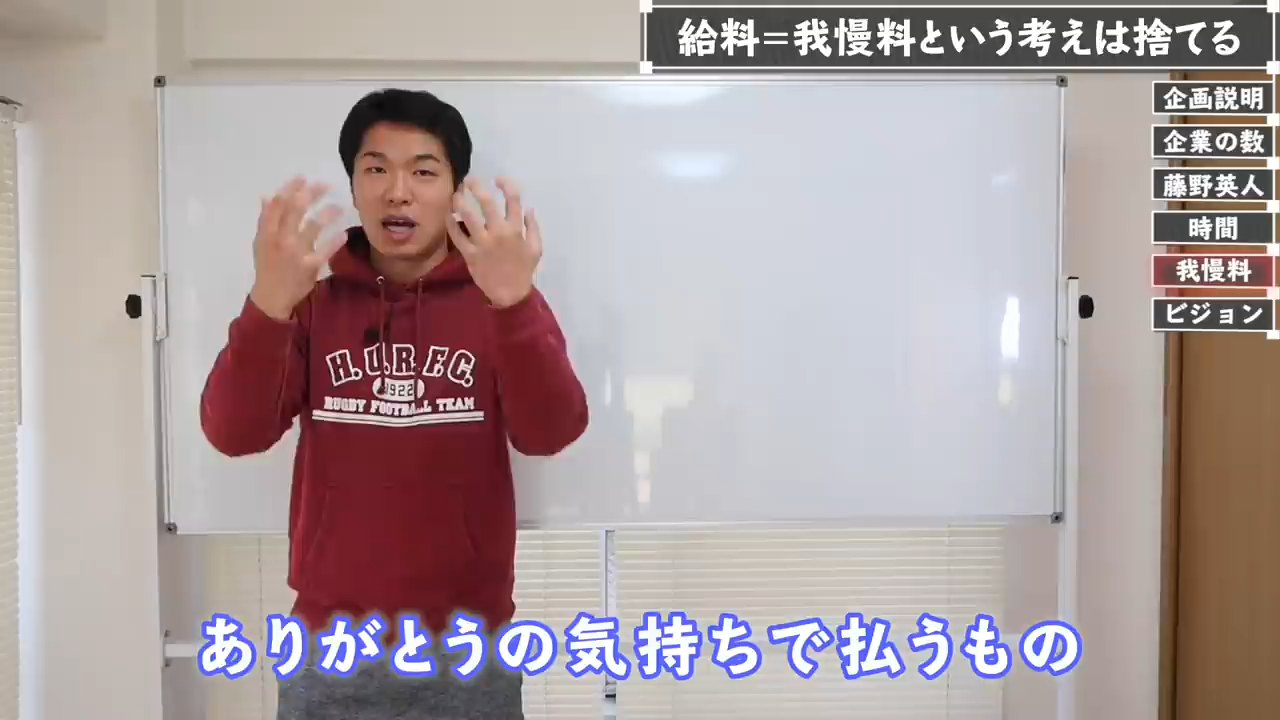 給料=我慢料という考えは捨てる
企画説明
企業の数
藤野英人
時間
我慢料
ビジョン
H.U.R.F.C.
1922
RUGBY FOOTBALL TEAM
ありがとうの気持ちで払うもの